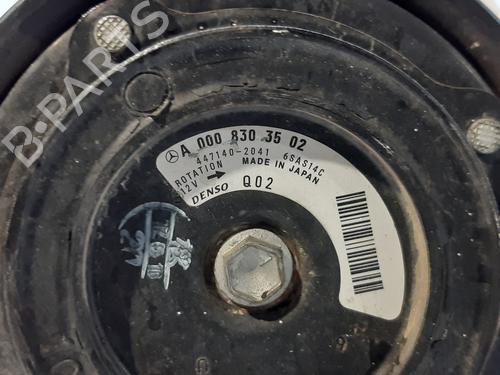 B-PARTS
A 000 830 35 02
447140-2041 6SAS14C
ROTATION → MADE IN JAPAN
12V
DENSO Q02